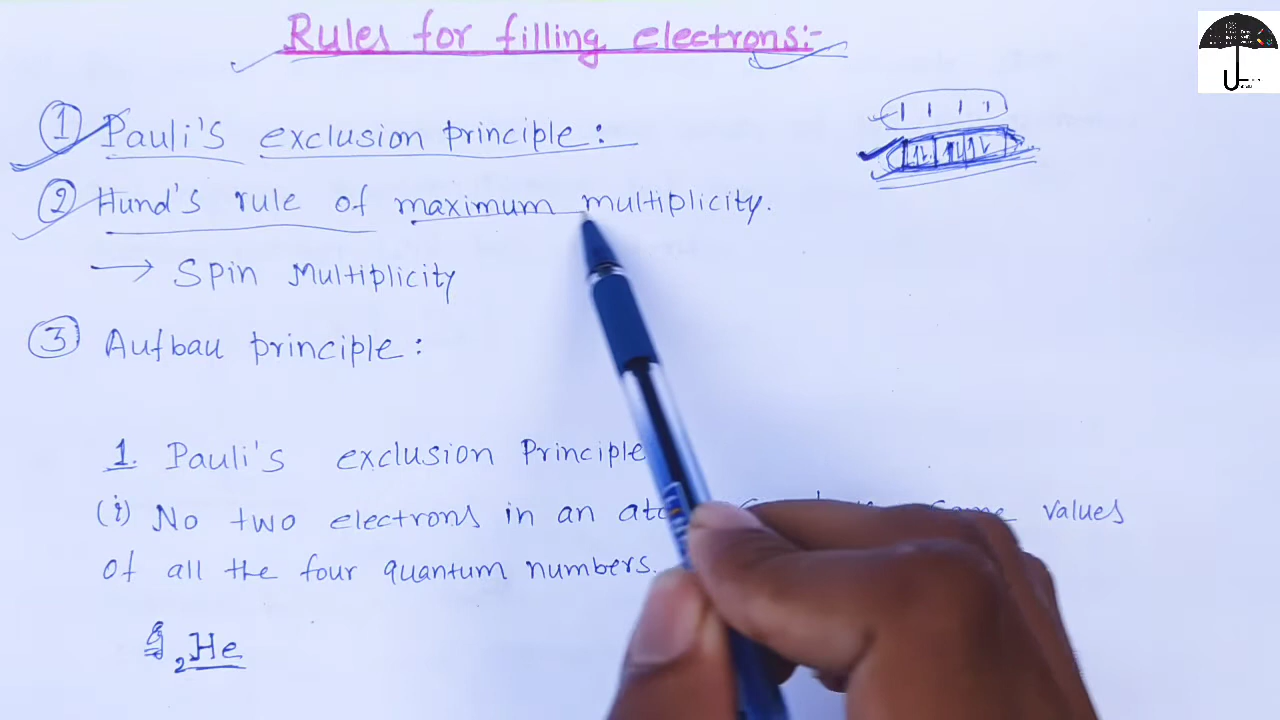 Rules for filling electrons:-
1 Pauli's exclusion principle:
2 Hund's rule of maximum multiplicity.
→ Spin Multiplicity
3 Aufbau principle:
1. Pauli's exclusion Principle
(i) No two electrons in an same values
of all the four quantum numbers.
2He